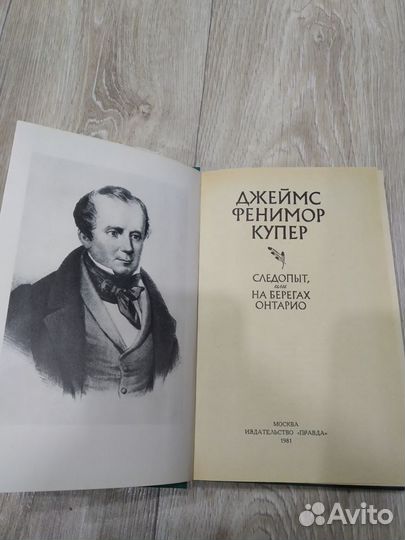 ДЖЕЙМС
ФЕНИМОР
КУПЕР
СЛЕДОПЫТ,
или
НА БЕРЕГАХ
ОНТАРИО
МОСКВА
ИЗДАТЕЛЬСТВО «ПРАВДА»
1981
Avito